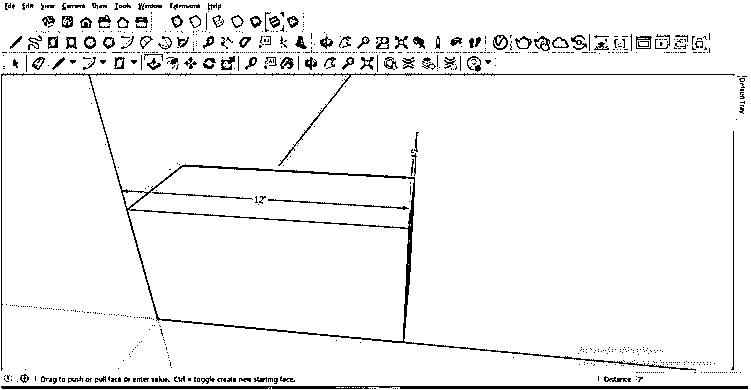 File Edit View Camera Draw Tools Window Extensions Help
Default Tray
12"
Drag to push or pull face or enter value. Ctrl = toggle create new starting face.
Distance